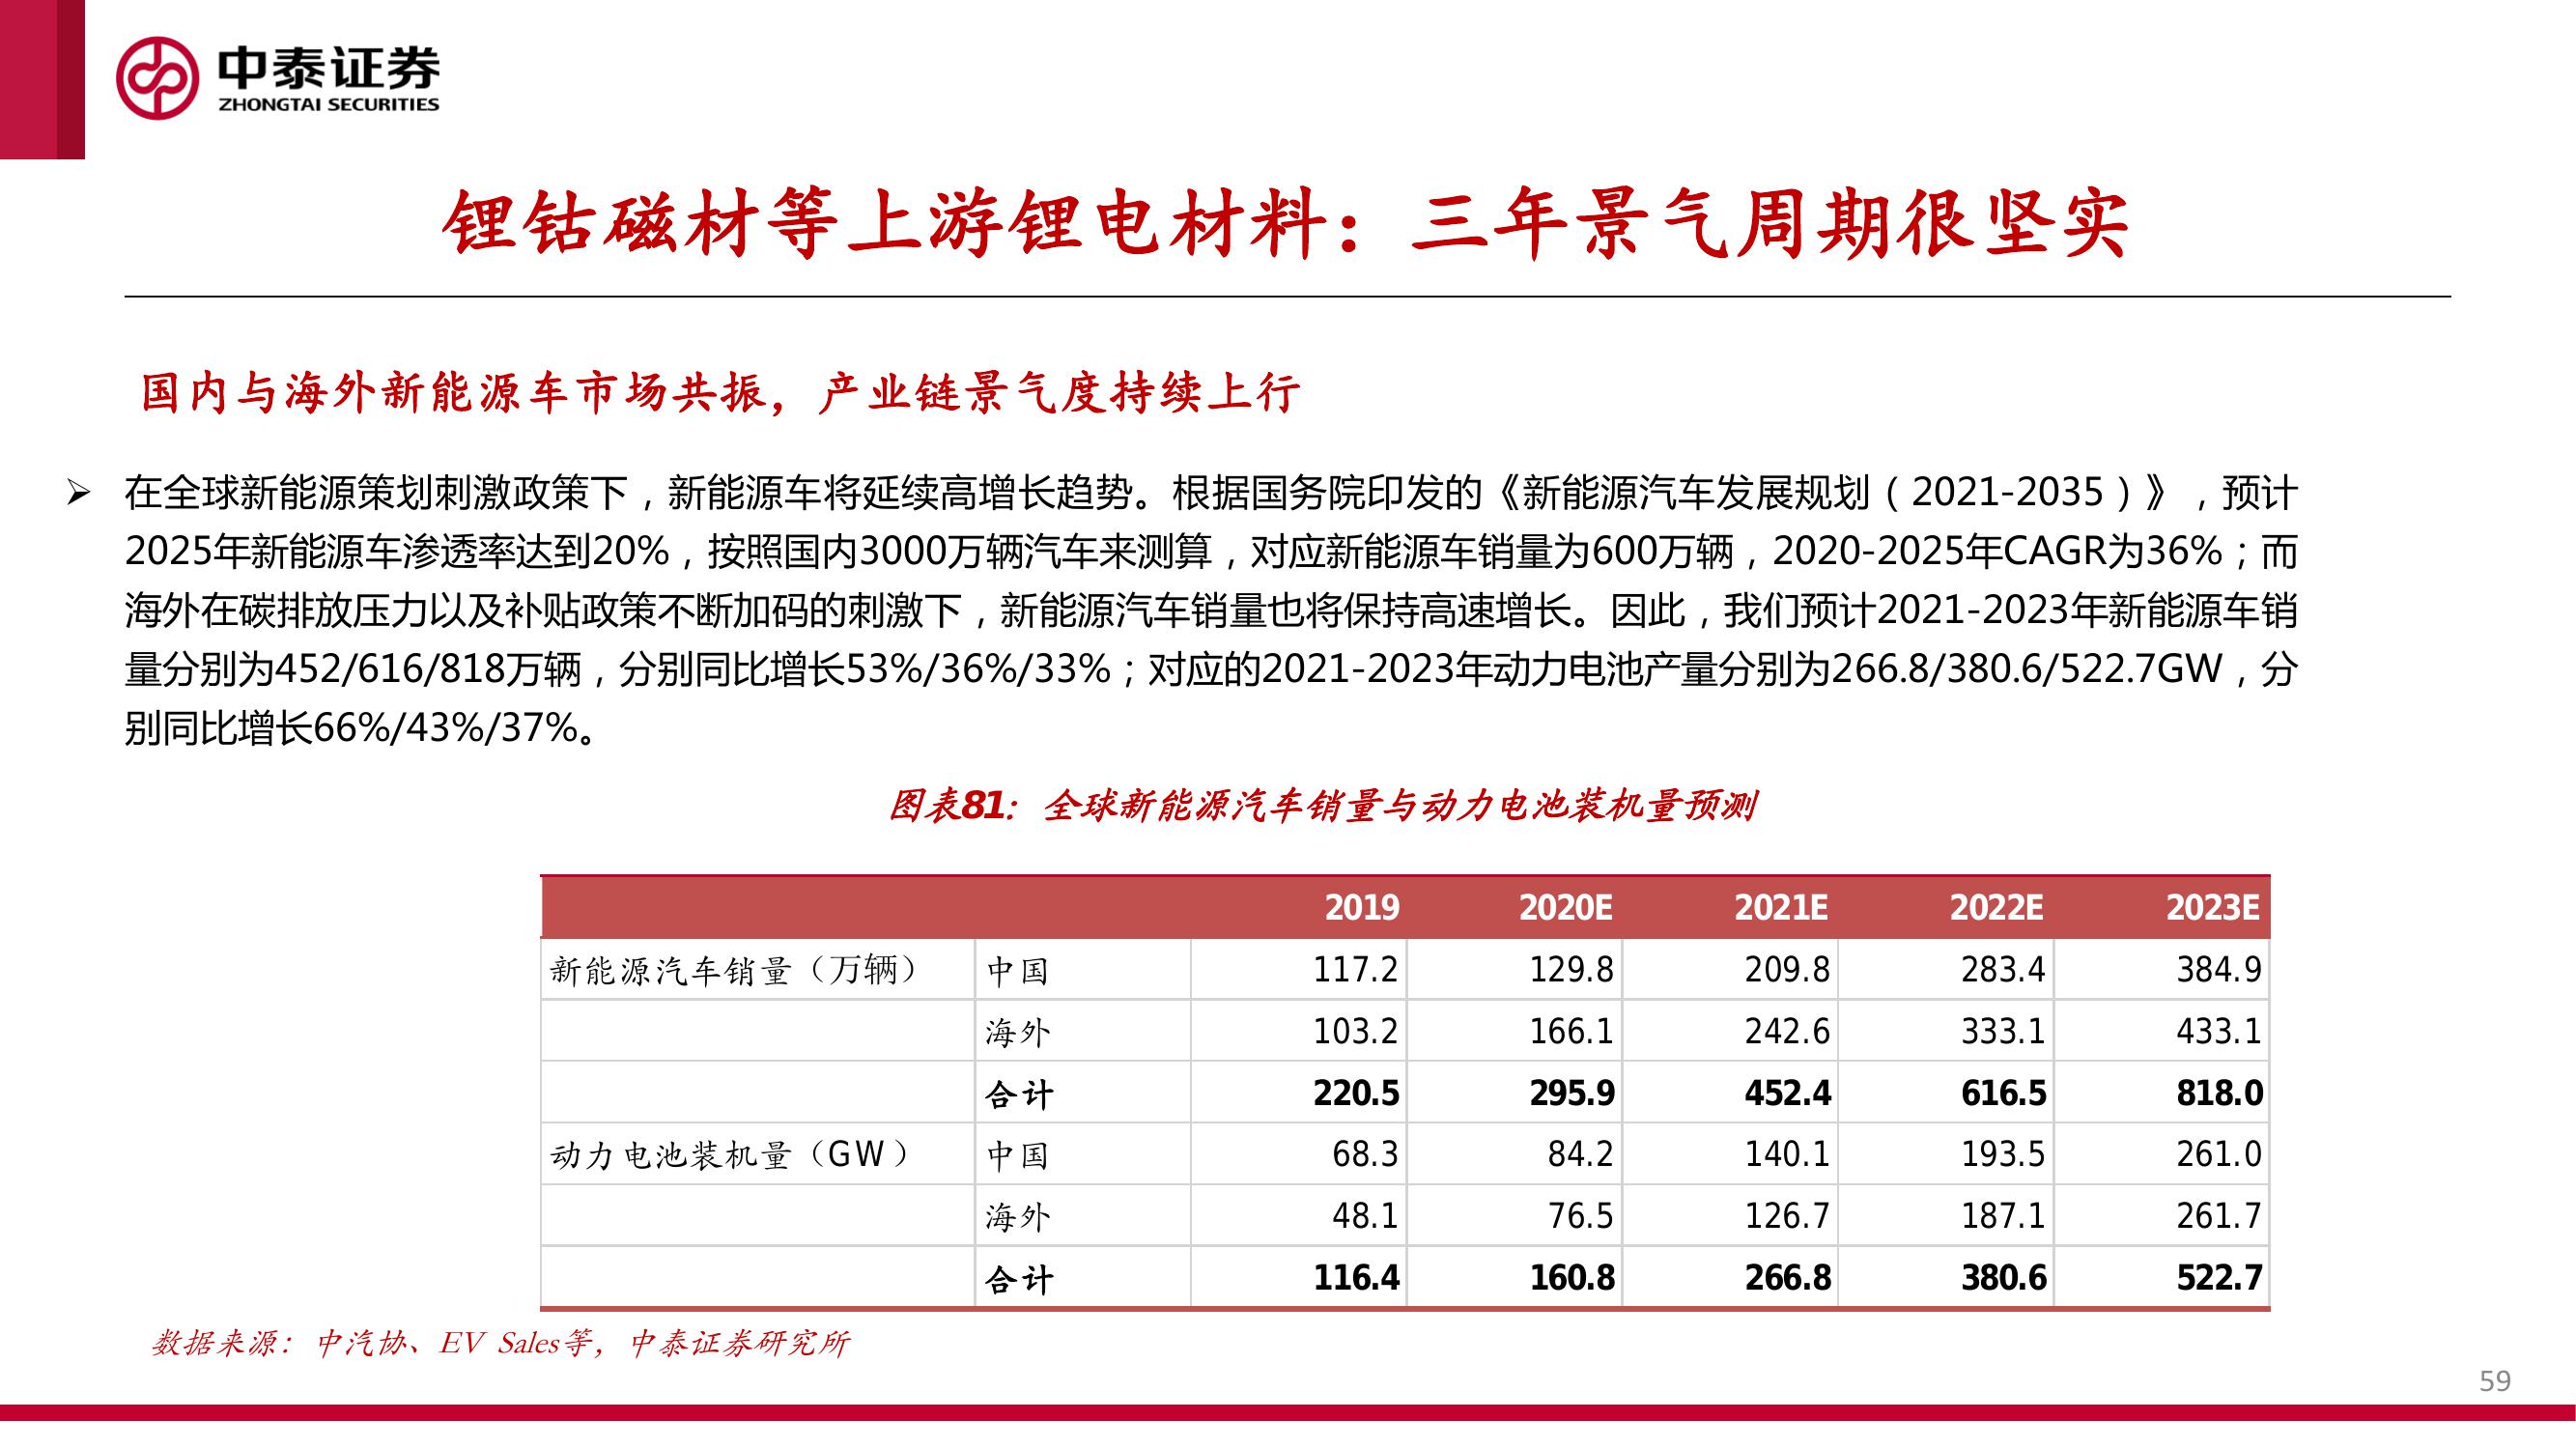 中泰证券
ZHONGTAI SECURITIES
锂钴磁材等上游锂电材料：三年景气周期很坚实
国内与海外新能源车市场共振，产业链景气度持续上行
➢ 在全球新能源策划刺激政策下，新能源车将延续高增长趋势。根据国务院印发的《新能源汽车发展规划（2021-2035）》，预计
2025年新能源车渗透率达到20%，按照国内3000万辆汽车来测算，对应新能源车销量为600万辆，2020-2025年CAGR为36%；而
海外在碳排放压力以及补贴政策不断加码的刺激下，新能源汽车销量也将保持高速增长。因此，我们预计2021-2023年新能源车销
量分别为452/616/818万辆，分别同比增长53%/36%/33%；对应的2021-2023年动力电池产量分别为266.8/380.6/522.7GW，分
别同比增长66%/43%/37%。
图表81：全球新能源汽车销量与动力电池装机量预测
2019 2020E 2021E 2022E 2023E
新能源汽车销量（万辆） 中国 117.2 129.8 209.8 283.4 384.9
海外 103.2 166.1 242.6 333.1 433.1
合计 220.5 295.9 452.4 616.5 818.0
动力电池装机量（GW） 中国 68.3 84.2 140.1 193.5 261.0
海外 48.1 76.5 126.7 187.1 261.7
合计 116.4 160.8 266.8 380.6 522.7
数据来源：中汽协、EV Sales等，中泰证券研究所
59